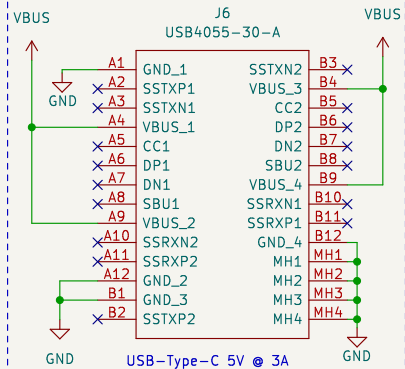 J6
VBUS
USB4055-30-A
VBUS
A1 GND_1 SSTXN2 B3
A2 SSTXP1 VBUS_3 B4
A3 SSTXN1 CC2 B5
A4 VBUS_1 DP2 B6
A5 CC1 DN2 B7
A6 DP1 SBU2 B8
A7 DN1 VBUS_4 B9
A8 SBU1 SSRXN1 B10
A9 VBUS_2 SSRXP1 B11
A10 SSRXN2 GND_4 B12
A11 SSRXP2 MH1 MH1
A12 GND_2 MH2 MH2
B1 GND_3 MH3 MH3
B2 SSTXP2 MH4 MH4
GND
GND
GND
USB-Type-C 5V @ 3A